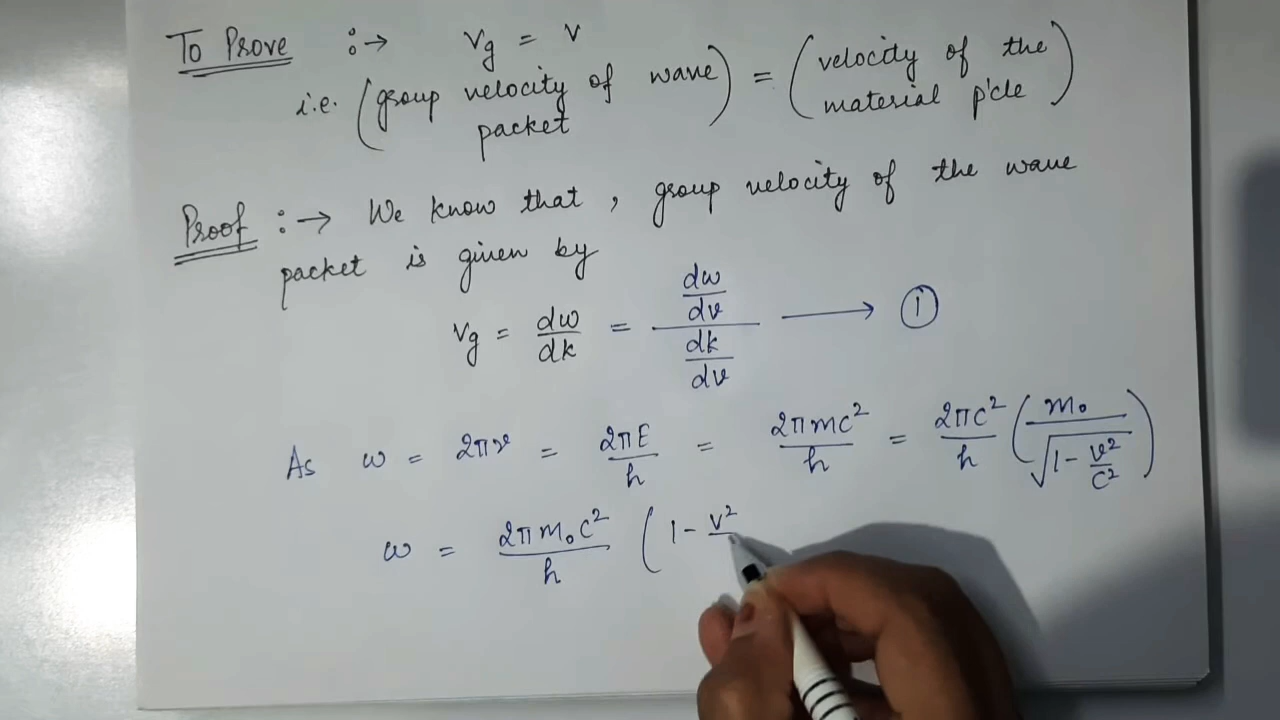 To Prove :→ Vg = v
i.e. (group velocity of wave packet) = (velocity of the material p'cle)
Proof :→ We know that, group velocity of the wave
packet is given by
Vg = dω/dk = (dω/dv)/(dk/dv) ⟶ ①
As ω = 2πν = 2πE/h = 2πmc²/h = 2πc²/h (m₀/√(1 - v²/c²))
ω = 2πm₀c²/h (1 - v²/